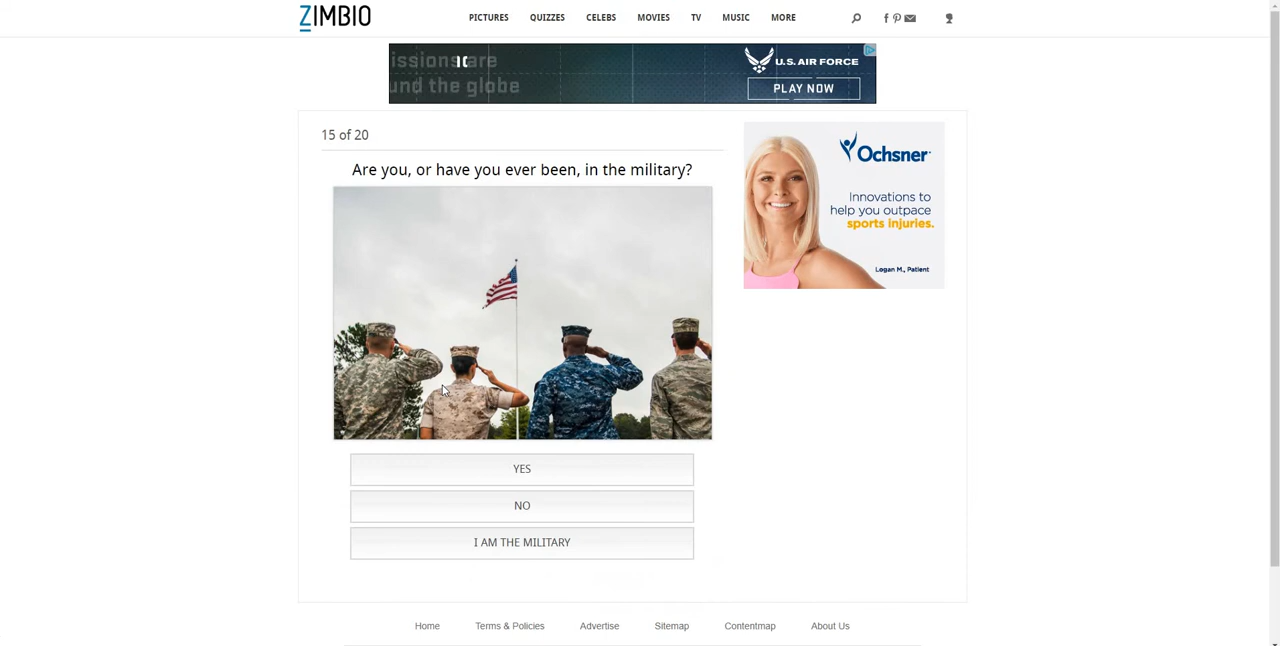 ZIMBIO
PICTURES QUIZZES CELEBS MOVIES TV MUSIC MORE
issions are
und the globe
U.S. AIR FORCE
PLAY NOW
15 of 20
Are you, or have you ever been, in the military?
Ochsner
Innovations to
help you outpace
sports injuries.
Logan M., Patient
YES
NO
I AM THE MILITARY
Home Terms & Policies Advertise Sitemap Contentmap About Us